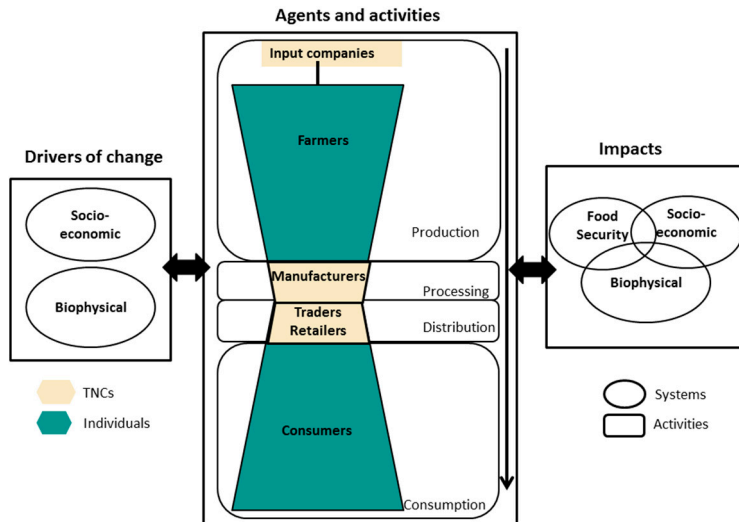 Agents and activities
Input companies
Farmers
Production
Manufacturers
Processing
Traders
Retailers
Distribution
Consumers
Consumption
Drivers of change
Socio-
economic
Biophysical
TNCs
Individuals
Impacts
Food
Security
Socio-
economic
Biophysical
Systems
Activities